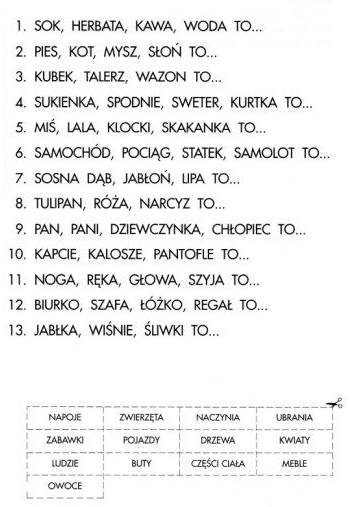 1. SOK, HERBATA, KAWA, WODA TO...
2. PIES, KOT, MYSZ, SŁOŃ TO...
3. KUBEK, TALERZ, WAZON TO...
4. SUKIENKA, SPODNIE, SWETER, KURTKA TO...
5. MIŚ, LALA, KLOCKI, SKAKANKA TO...
6. SAMOCHÓD, POCIĄG, STATEK, SAMOLOT TO...
7. SOSNA DĄB, JABŁOŃ, LIPA TO...
8. TULIPAN, RÓŻA, NARCYZ TO...
9. PAN, PANI, DZIEWCZYNKA, CHŁOPIEC TO...
10. KAPCIE, KALOSZE, PANTOFLE TO...
11. NOGA, RĘKA, GŁOWA, SZYJA TO...
12. BIURKO, SZAFA, ŁÓŻKO, REGAŁ TO...
13. JABŁKA, WIŚNIE, ŚLIWKI TO...
NAPOJE ZWIERZĘTA NACZYNIA UBRANIA
ZABAWKI POJAZDY DRZEWA KWIATY
LUDZIE BUTY CZĘŚCI CIAŁA MEBLE
OWOCE